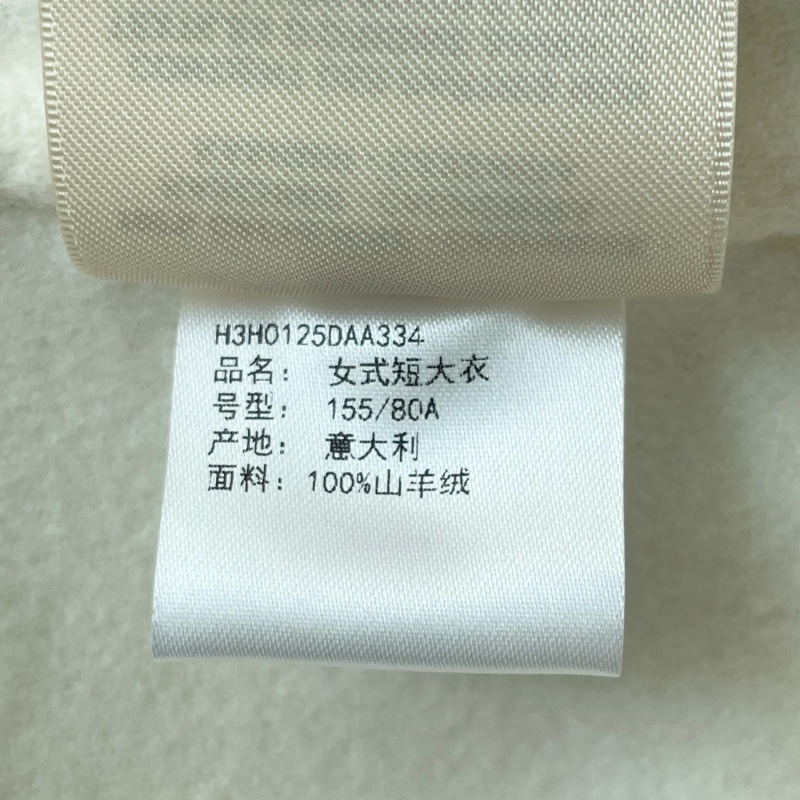 H3H0125DAA334
品名： 女式短大衣
号型： 155/80A
产地： 意大利
面料：100%山羊绒